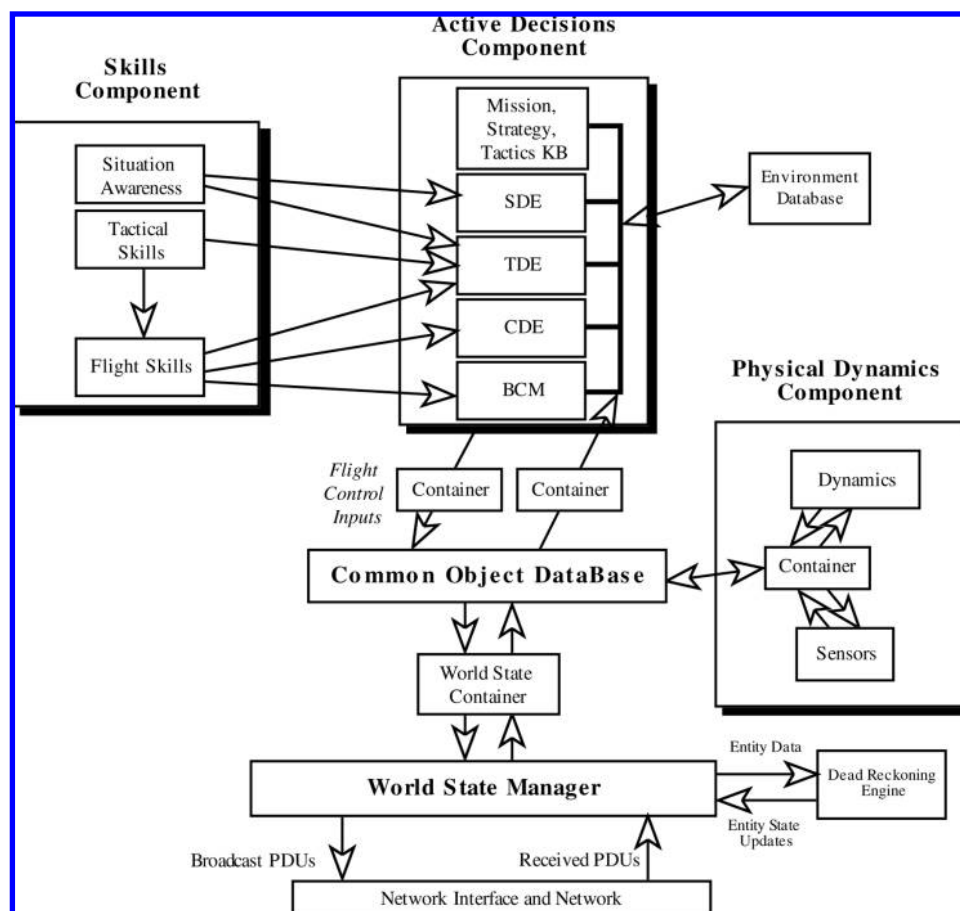 Active Decisions
Component
Skills
Component
Mission,
Strategy,
Tactics KB
Situation
Awareness
SDE
Environment
Database
Tactical
Skills
TDE
CDE
Flight Skills
BCM
Physical Dynamics
Component
Flight
Control
Inputs
Container
Container
Dynamics
Common Object DataBase
Container
Sensors
World State
Container
Entity Data
World State Manager
Dead Reckoning
Engine
Entity State
Updates
Broadcast PDUs
Received PDUs
Network Interface and Network